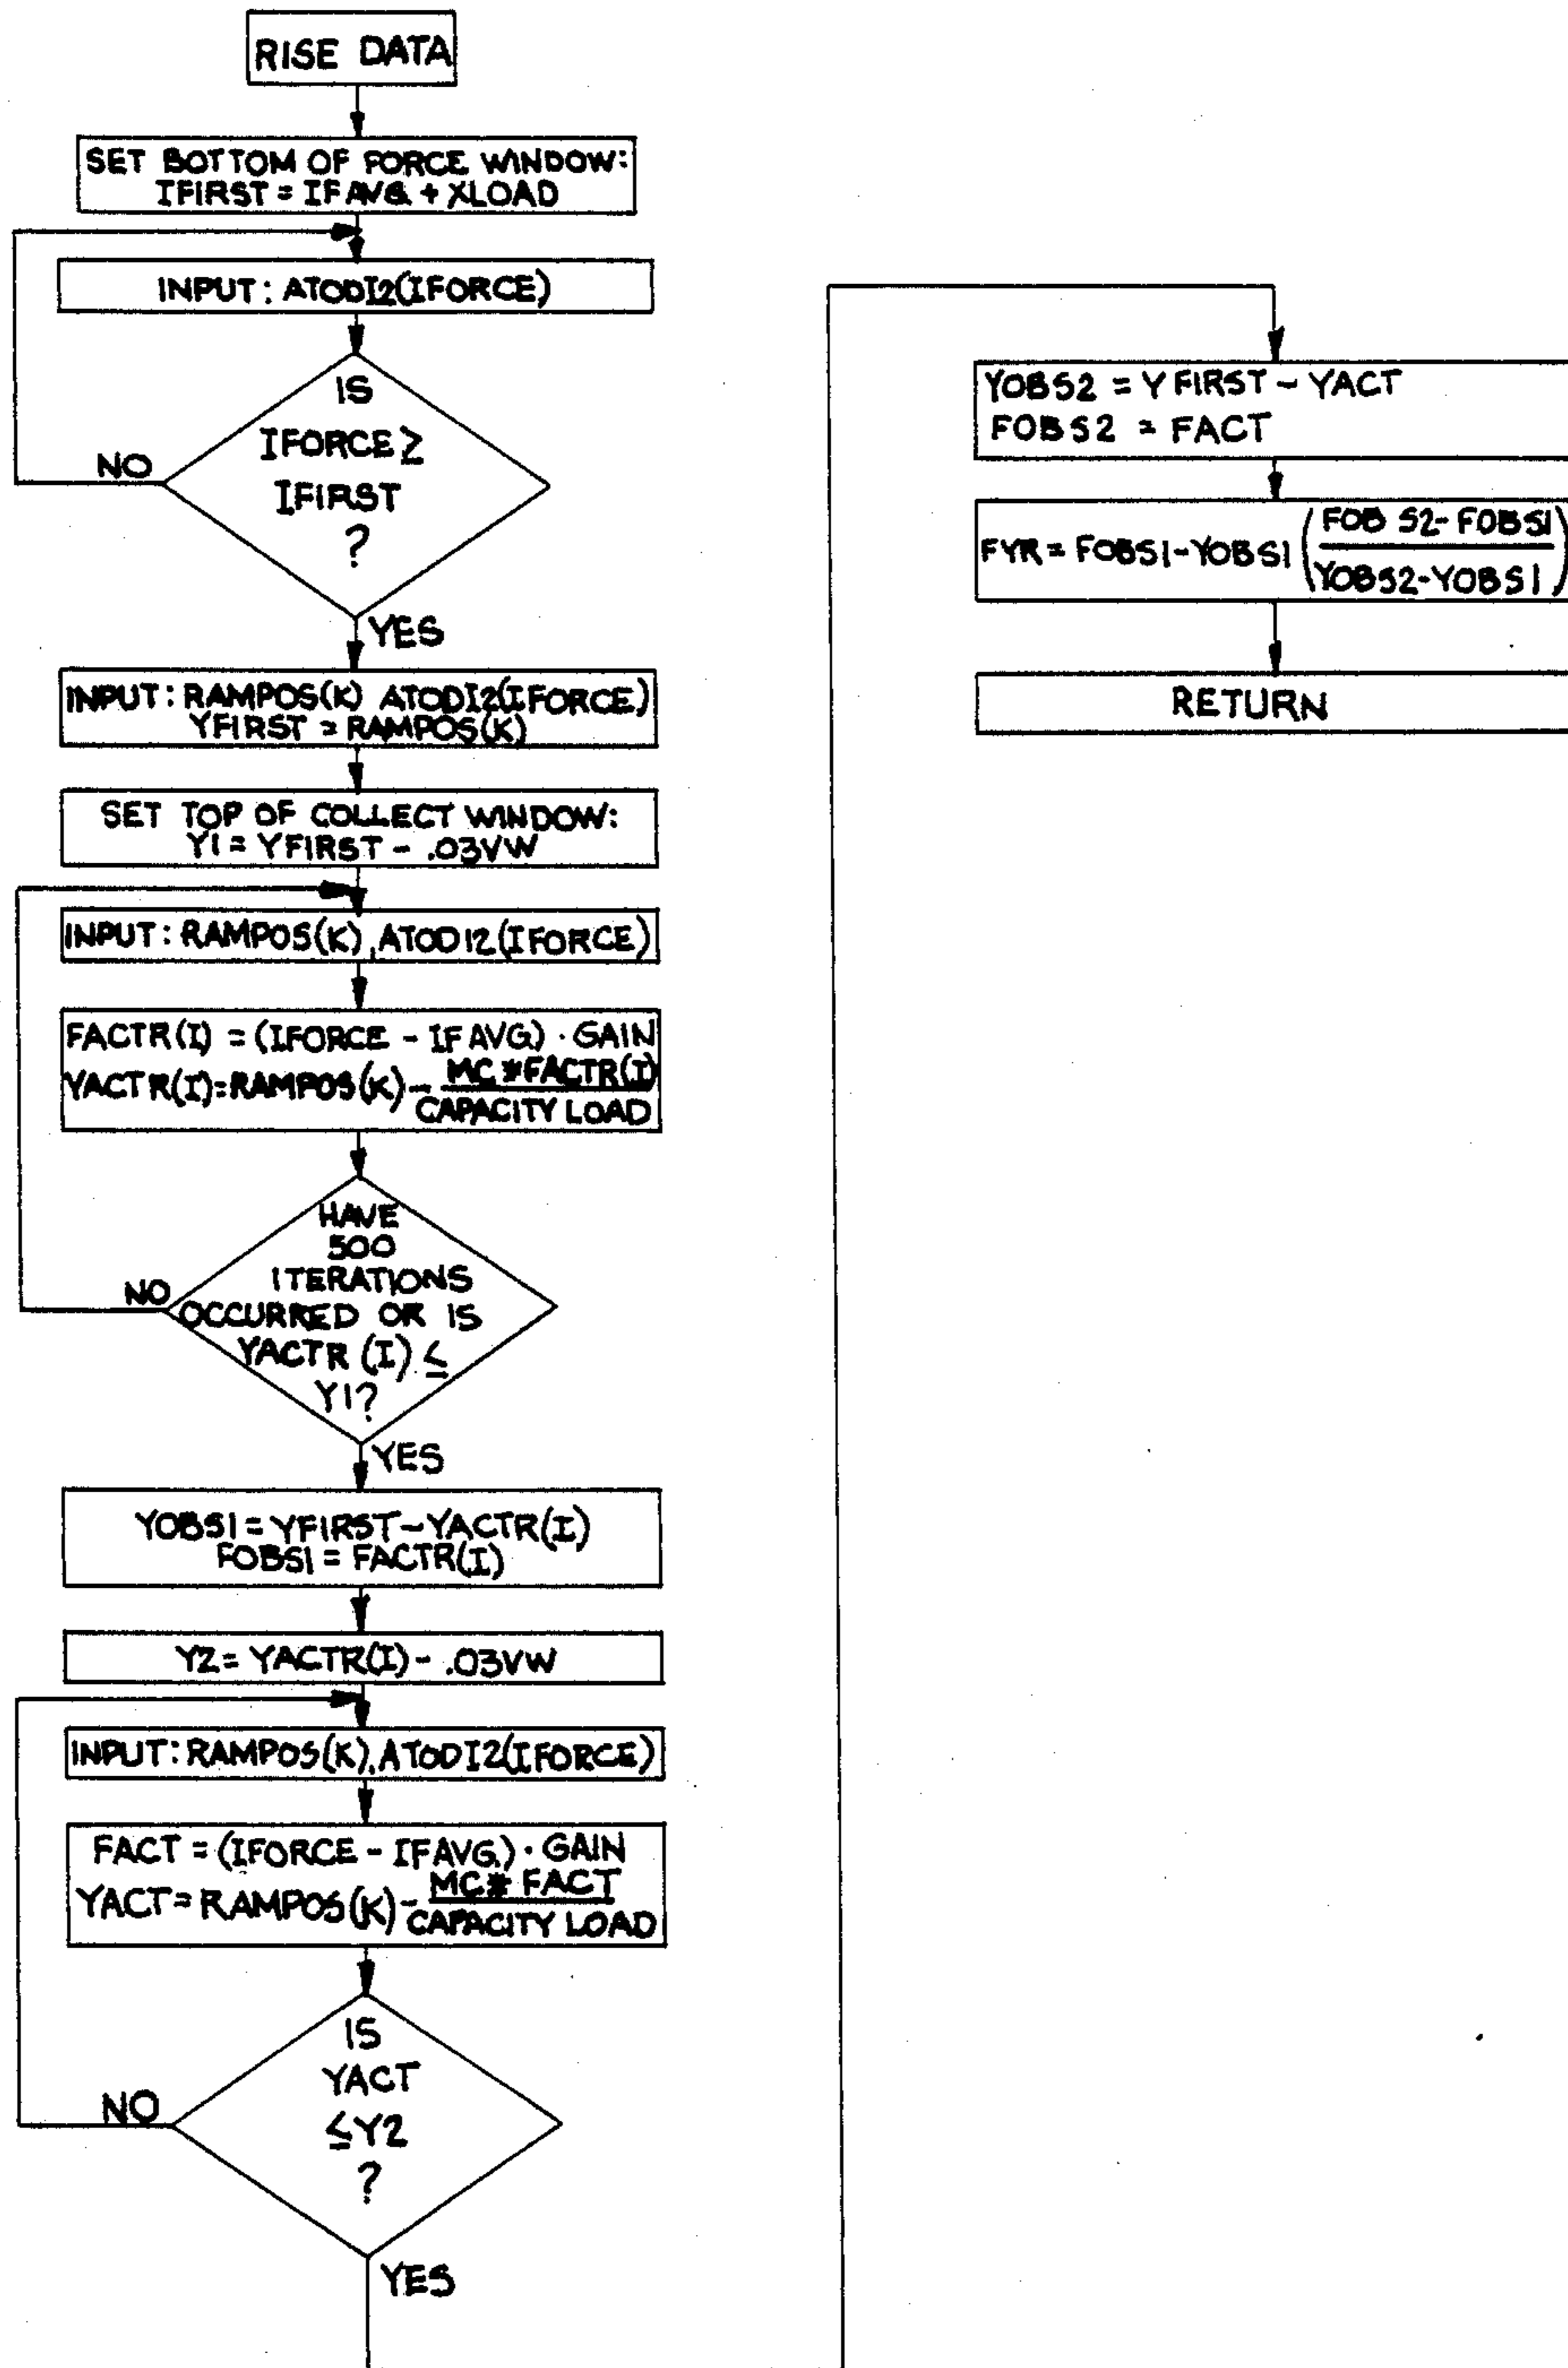 RISE DATA
SET BOTTOM OF FORCE WINDOW:
IFIRST = IFAVG + XLOAD
INPUT: ATODI2(IFORCE)
IS
IFORCE ≥
IFIRST
?
NO
YES
INPUT: RAMPOS(K) ATODI2(IFORCE)
YFIRST = RAMPOS(K)
SET TOP OF COLLECT WINDOW:
Y1 = YFIRST - .03VW
INPUT: RAMPOS(K), ATODI2(IFORCE)
FACTR(I) = (IFORCE - IFAVG) · GAIN
YACTR(I) = RAMPOS(K) - MC * FACTR(I)
CAPACITY LOAD
HAVE
500
ITERATIONS
OCCURRED OR IS
YACTR (I) ≤
Y1?
NO
YES
YOBS1 = YFIRST - YACTR(I)
FOBS1 = FACTR(I)
Y2 = YACTR(I) - .03VW
INPUT: RAMPOS(K), ATODI2(IFORCE)
FACT = (IFORCE - IFAVG) · GAIN
YACT = RAMPOS(K) - MC* FACT
CAPACITY LOAD
IS
YACT
≤Y2
?
NO
YES
YOBS2 = YFIRST - YACT
FOBS2 = FACT
FYR = FOBS1 - YOBS1 (FOBS2 - FOBS1
YOBS2 - YOBS1)
RETURN